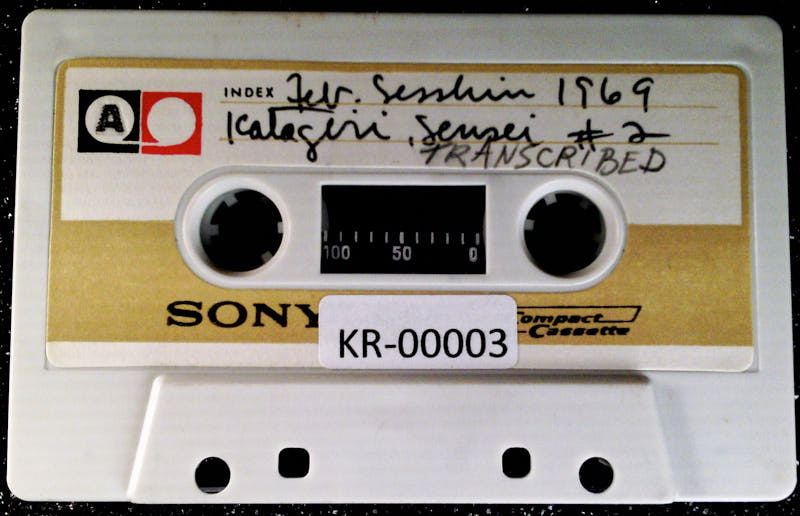 A
INDEX Feb. Sesshin 1969
Katagiri Sensei #2
TRANSCRIBED
100 50 0
SONY
KR-00003
Compact
Cassette